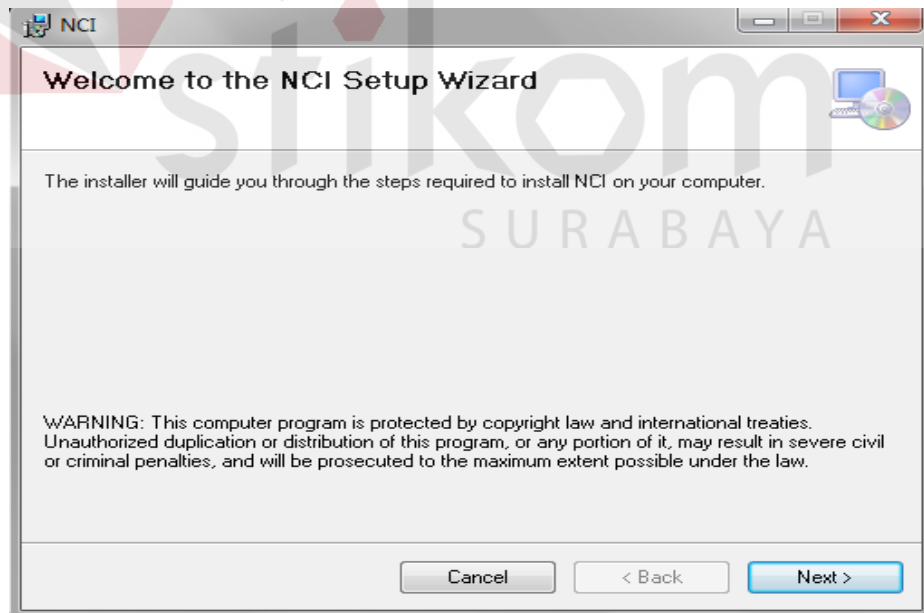 NCI
Welcome to the NCI Setup Wizard
stikom
SURABAYA
The installer will guide you through the steps required to install NCI on your computer.
WARNING: This computer program is protected by copyright law and international treaties.
Unauthorized duplication or distribution of this program, or any portion of it, may result in severe civil
or criminal penalties, and will be prosecuted to the maximum extent possible under the law.
Cancel
< Back
Next >